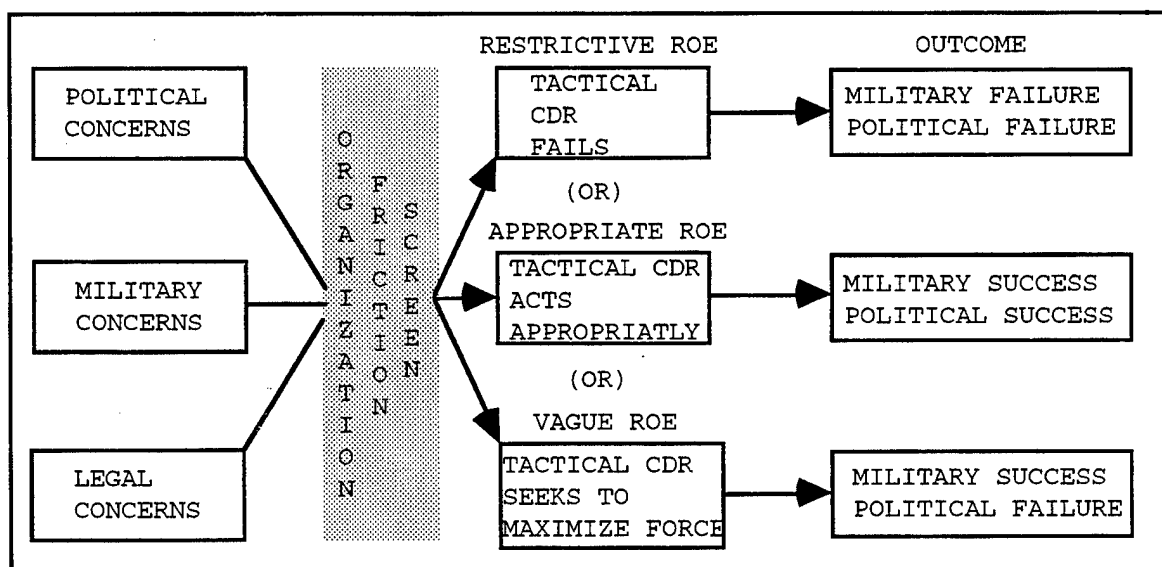 POLITICAL
CONCERNS
MILITARY
CONCERNS
LEGAL
CONCERNS
ORGANIZATION
FRICTION
SCREEN
RESTRICTIVE ROE
TACTICAL
CDR
FAILS
(OR)
APPROPRIATE ROE
TACTICAL CDR
ACTS
APPROPRIATLY
(OR)
VAGUE ROE
TACTICAL CDR
SEEKS TO
MAXIMIZE FORCE
OUTCOME
MILITARY FAILURE
POLITICAL FAILURE
MILITARY SUCCESS
POLITICAL SUCCESS
MILITARY SUCCESS
POLITICAL FAILURE